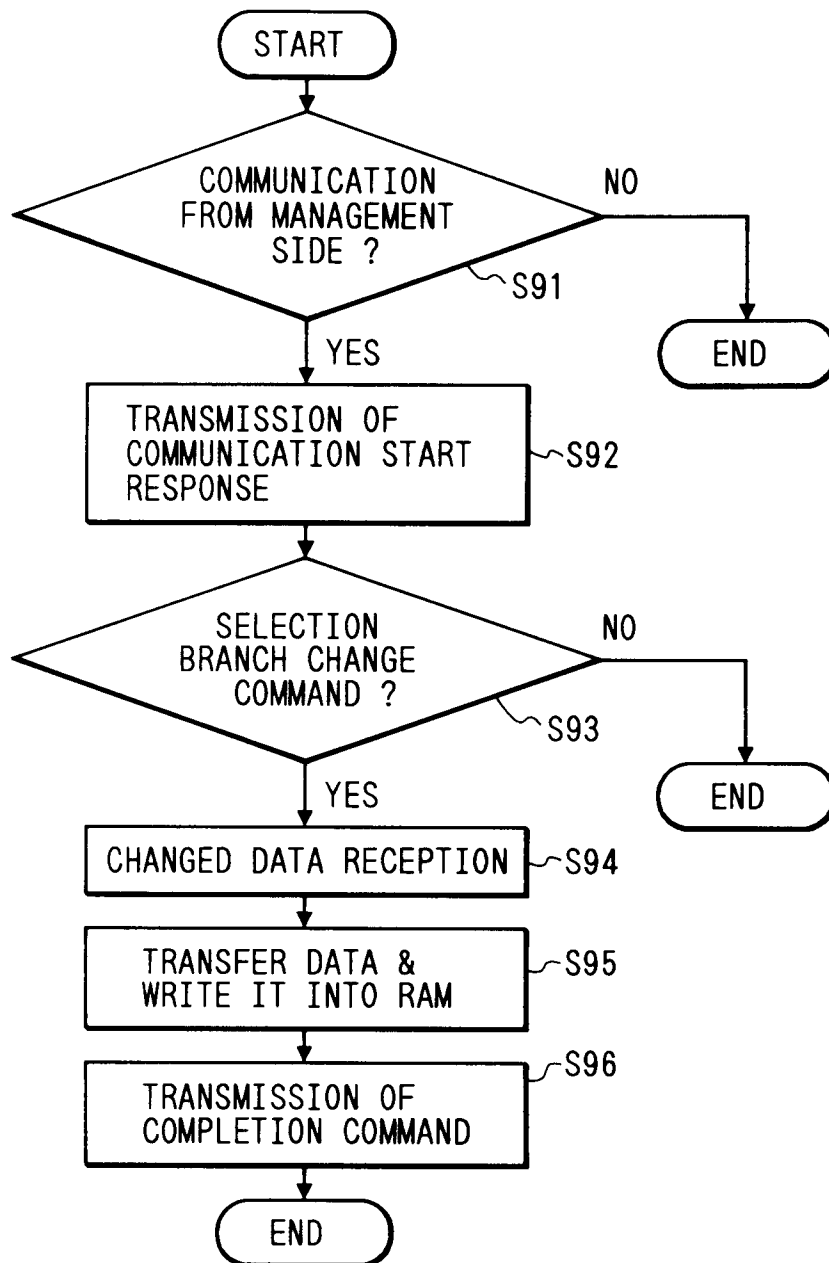 START
COMMUNICATION
FROM MANAGEMENT
SIDE ?
NO
S91
YES
END
TRANSMISSION OF
COMMUNICATION START
RESPONSE
S92
SELECTION
BRANCH CHANGE
COMMAND ?
NO
S93
YES
END
CHANGED DATA RECEPTION
S94
TRANSFER DATA &
WRITE IT INTO RAM
S95
TRANSMISSION OF
COMPLETION COMMAND
S96
END